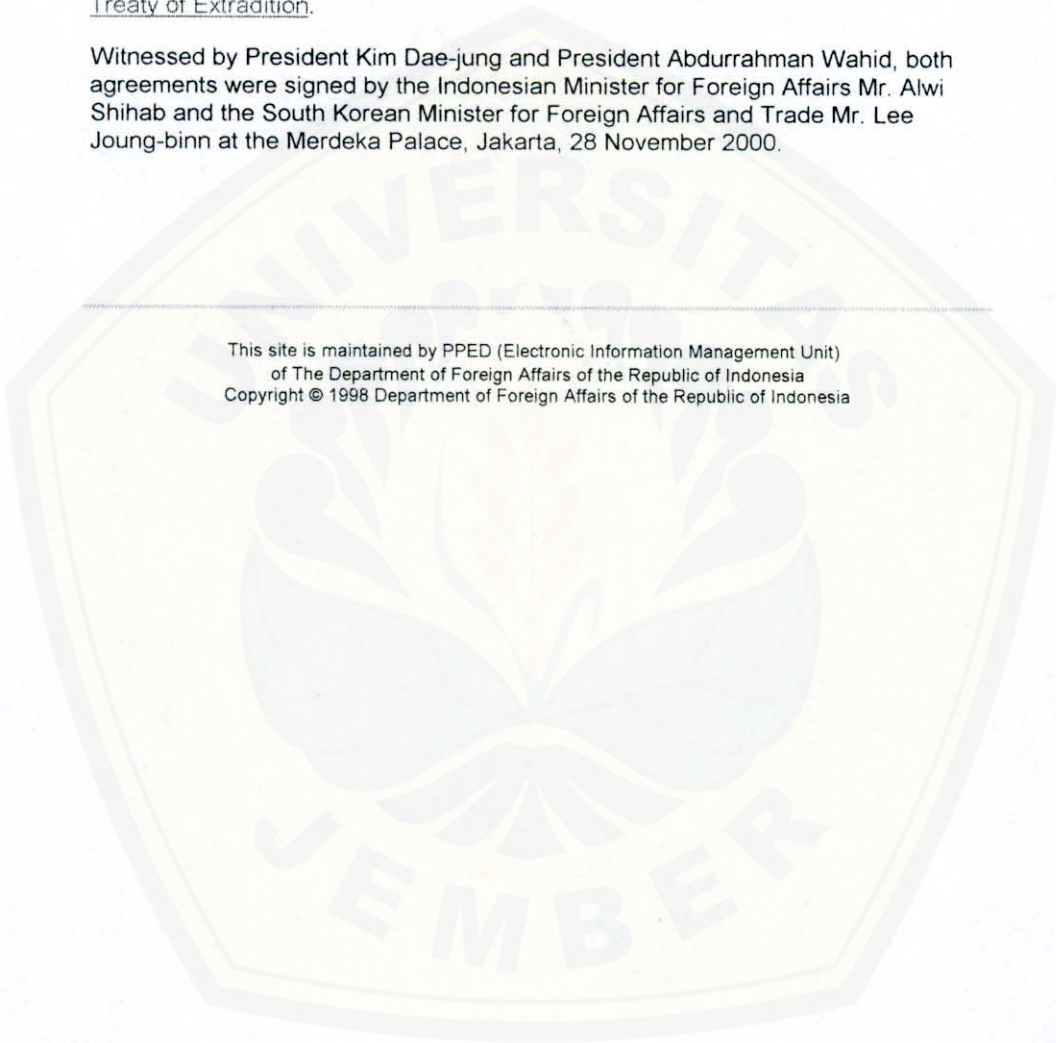 Treaty of Extradition.
Witnessed by President Kim Dae-jung and President Abdurrahman Wahid, both
agreements were signed by the Indonesian Minister for Foreign Affairs Mr. Alwi
Shihab and the South Korean Minister for Foreign Affairs and Trade Mr. Lee
Joung-binn at the Merdeka Palace, Jakarta, 28 November 2000.
UNIVERSITAS
This site is maintained by PPED (Electronic Information Management Unit)
of The Department of Foreign Affairs of the Republic of Indonesia
Copyright © 1998 Department of Foreign Affairs of the Republic of Indonesia
JEMBER